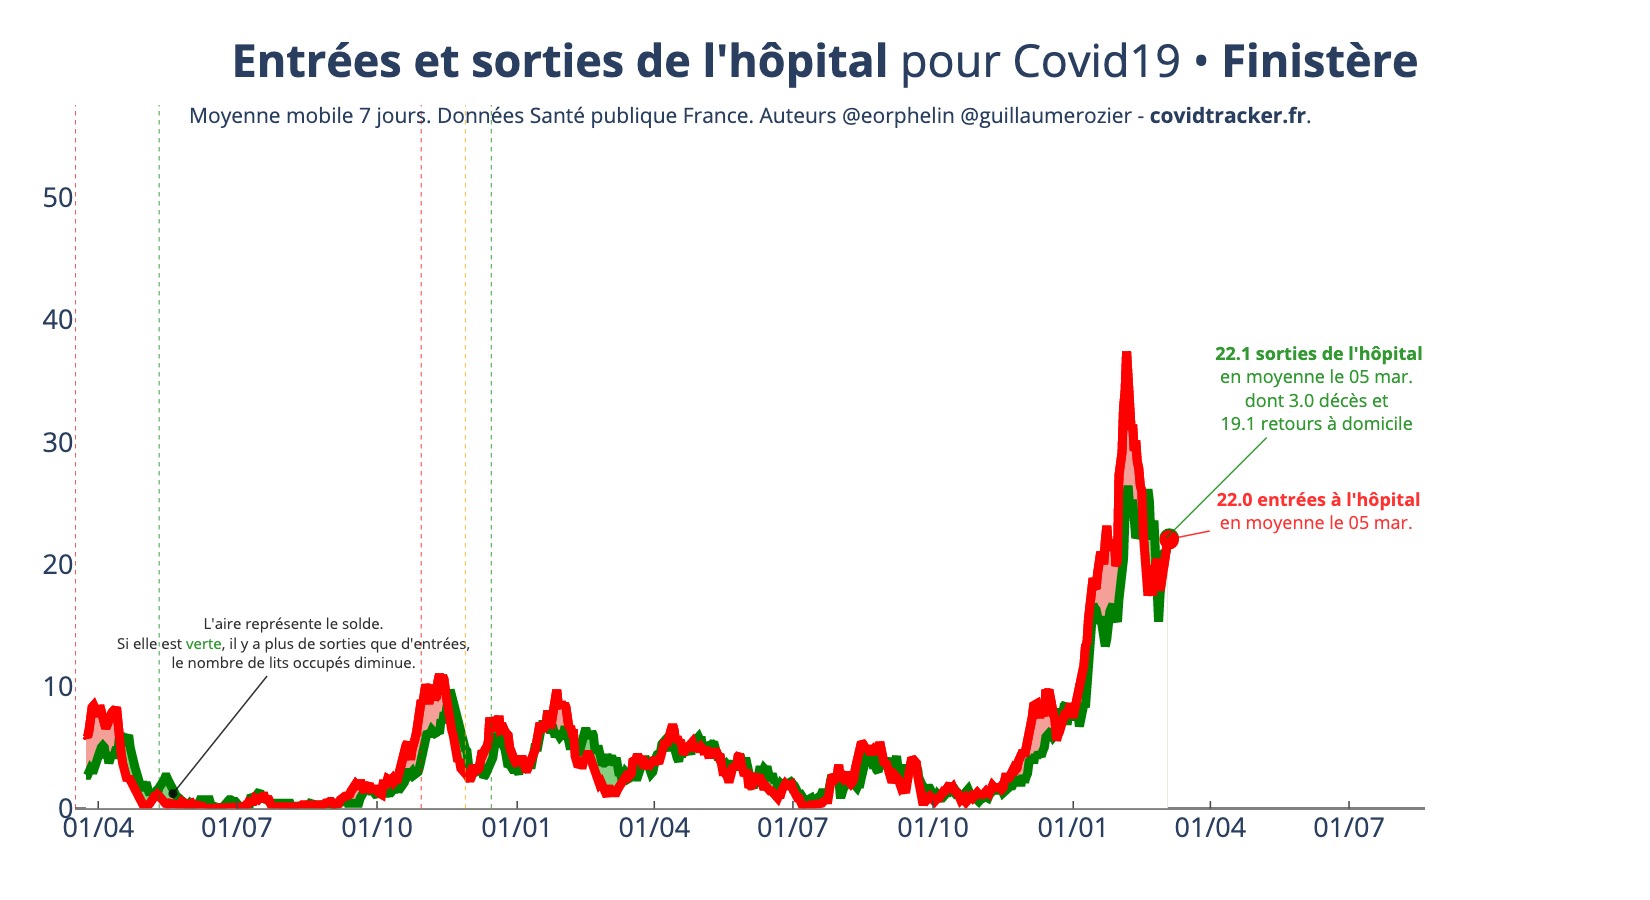 Entrées et sorties de l'hôpital pour Covid19 • Finistère
Moyenne mobile 7 jours. Données Santé publique France. Auteurs @eorphelin @guillaumerozier - covidtracker.fr.
50
40
30
20
10
0
22.1 sorties de l'hôpital
en moyenne le 05 mar.
dont 3.0 décès et
19.1 retours à domicile
22.0 entrées à l'hôpital
en moyenne le 05 mar.
L'aire représente le solde.
Si elle est verte, il y a plus de sorties que d'entrées,
le nombre de lits occupés diminue.
01/04 01/07 01/10 01/01 01/04 01/07 01/10 01/01 01/04 01/07